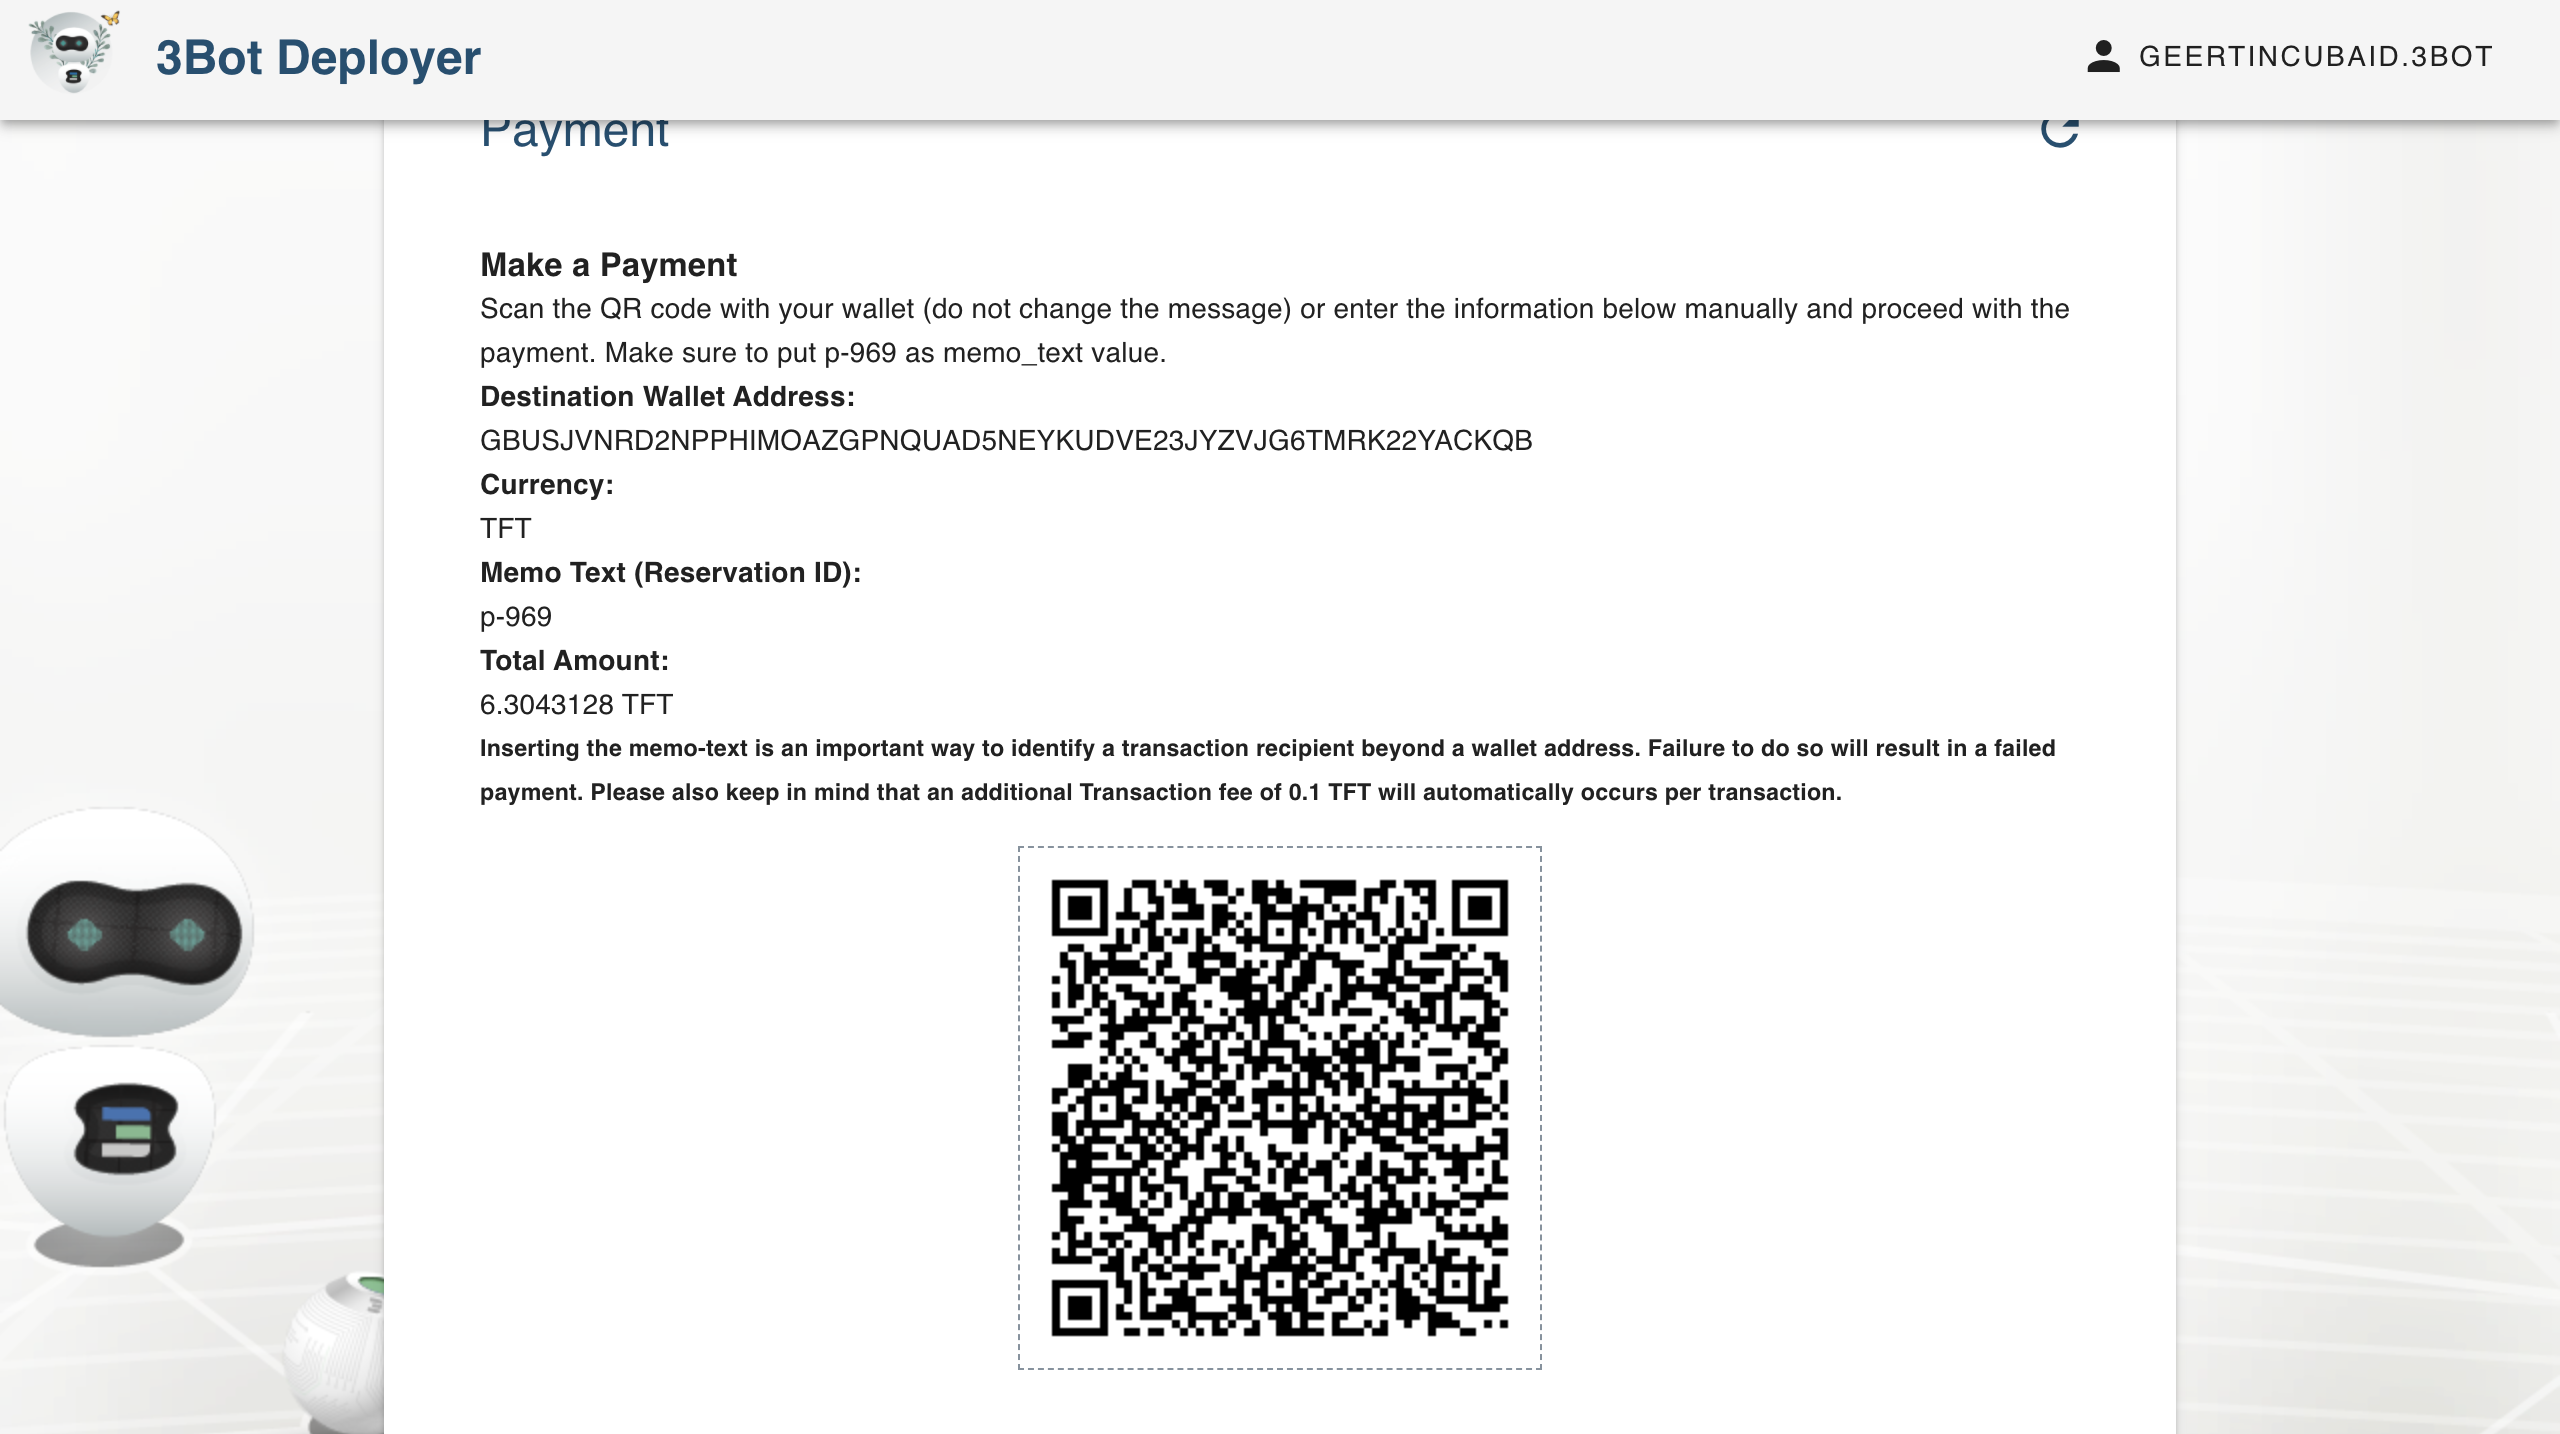 3Bot Deployer
GEERTINCUBAID.3BOT
Payment
Make a Payment
Scan the QR code with your wallet (do not change the message) or enter the information below manually and proceed with the
payment. Make sure to put p-969 as memo_text value.
Destination Wallet Address:
GBUSJVNRD2NPPHIMOAZGPNQUAD5NEYKUDVE23JYZVJG6TMRK22YACKQB
Currency:
TFT
Memo Text (Reservation ID):
p-969
Total Amount:
6.3043128 TFT
Inserting the memo-text is an important way to identify a transaction recipient beyond a wallet address. Failure to do so will result in a failed
payment. Please also keep in mind that an additional Transaction fee of 0.1 TFT will automatically occurs per transaction.